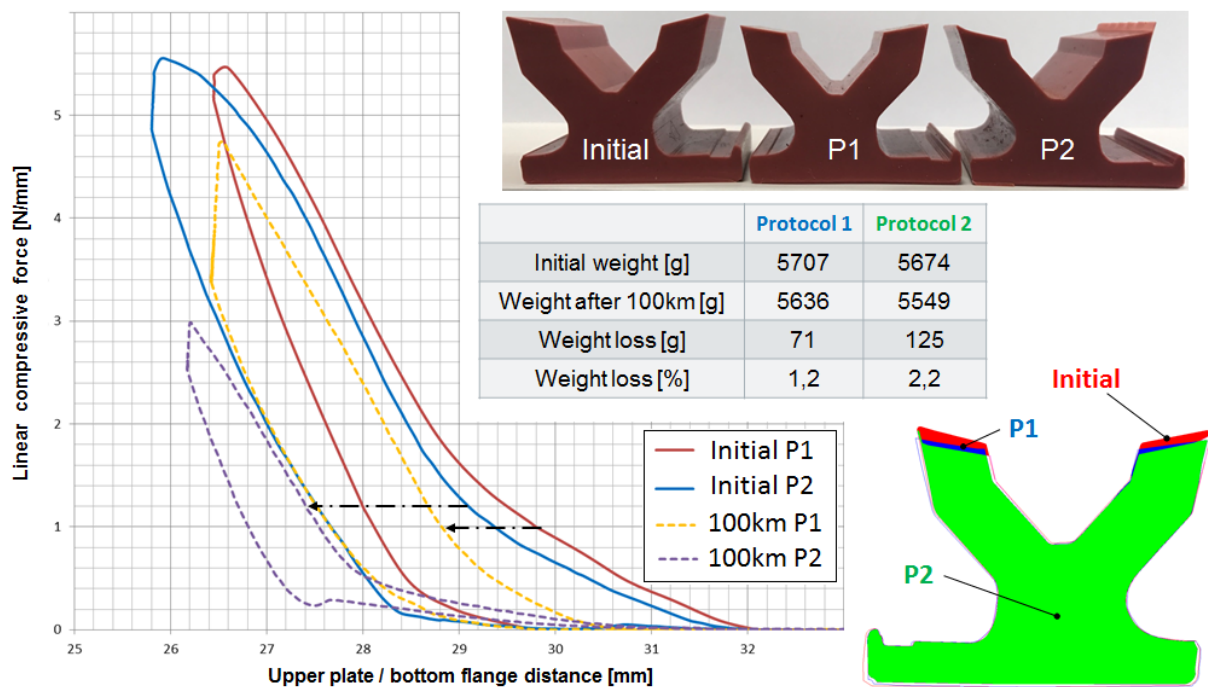 Linear compressive force [N/mm]
5
4
3
2
1
0
25 26 27 28 29 30 31 32
Upper plate / bottom flange distance [mm]
Initial P1
Initial P2
100km P1
100km P2
Initial P1 P2
Protocol 1 Protocol 2
Initial weight [g] 5707 5674
Weight after 100km [g] 5636 5549
Weight loss [g] 71 125
Weight loss [%] 1,2 2,2
Initial
P1
P2